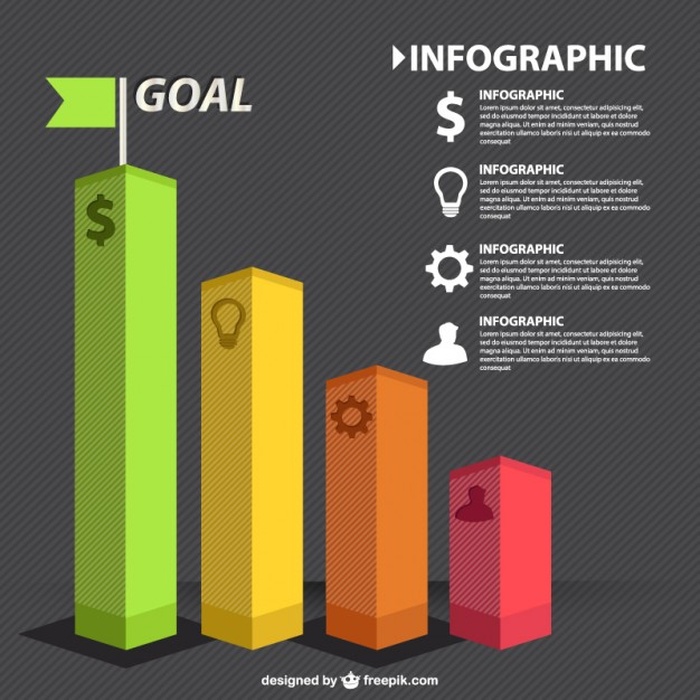 INFOGRAPHIC
GOAL
INFOGRAPHIC
Lorem ipsum dolor sit amet, consectetur adipisicing elit,
sed do eiusmod tempor incididunt ut labore et dolore
magna aliqua. Ut enim ad minim veniam, quis nostrud
exercitation ullamco laboris nisi ut aliquip ex ea commodo
consequat
INFOGRAPHIC
Lorem ipsum dolor sit amet, consectetur adipisicing elit,
sed do eiusmod tempor incididunt ut labore et dolore
magna aliqua. Ut enim ad minim veniam, quis nostrud
exercitation ullamco laboris nisi ut aliquip ex ea commodo
consequat
INFOGRAPHIC
Lorem ipsum dolor sit amet, consectetur adipisicing elit,
sed do eiusmod tempor incididunt ut labore et dolore
magna aliqua. Ut enim ad minim veniam, quis nostrud
exercitation ullamco laboris nisi ut aliquip ex ea commodo
consequat
INFOGRAPHIC
Lorem ipsum dolor sit amet, consectetur adipisicing elit,
sed do eiusmod tempor incididunt ut labore et dolore
magna aliqua. Ut enim ad minim veniam, quis nostrud
exercitation ullamco laboris nisi ut aliquip ex ea commodo
consequat
$
$
designed by freepik.com